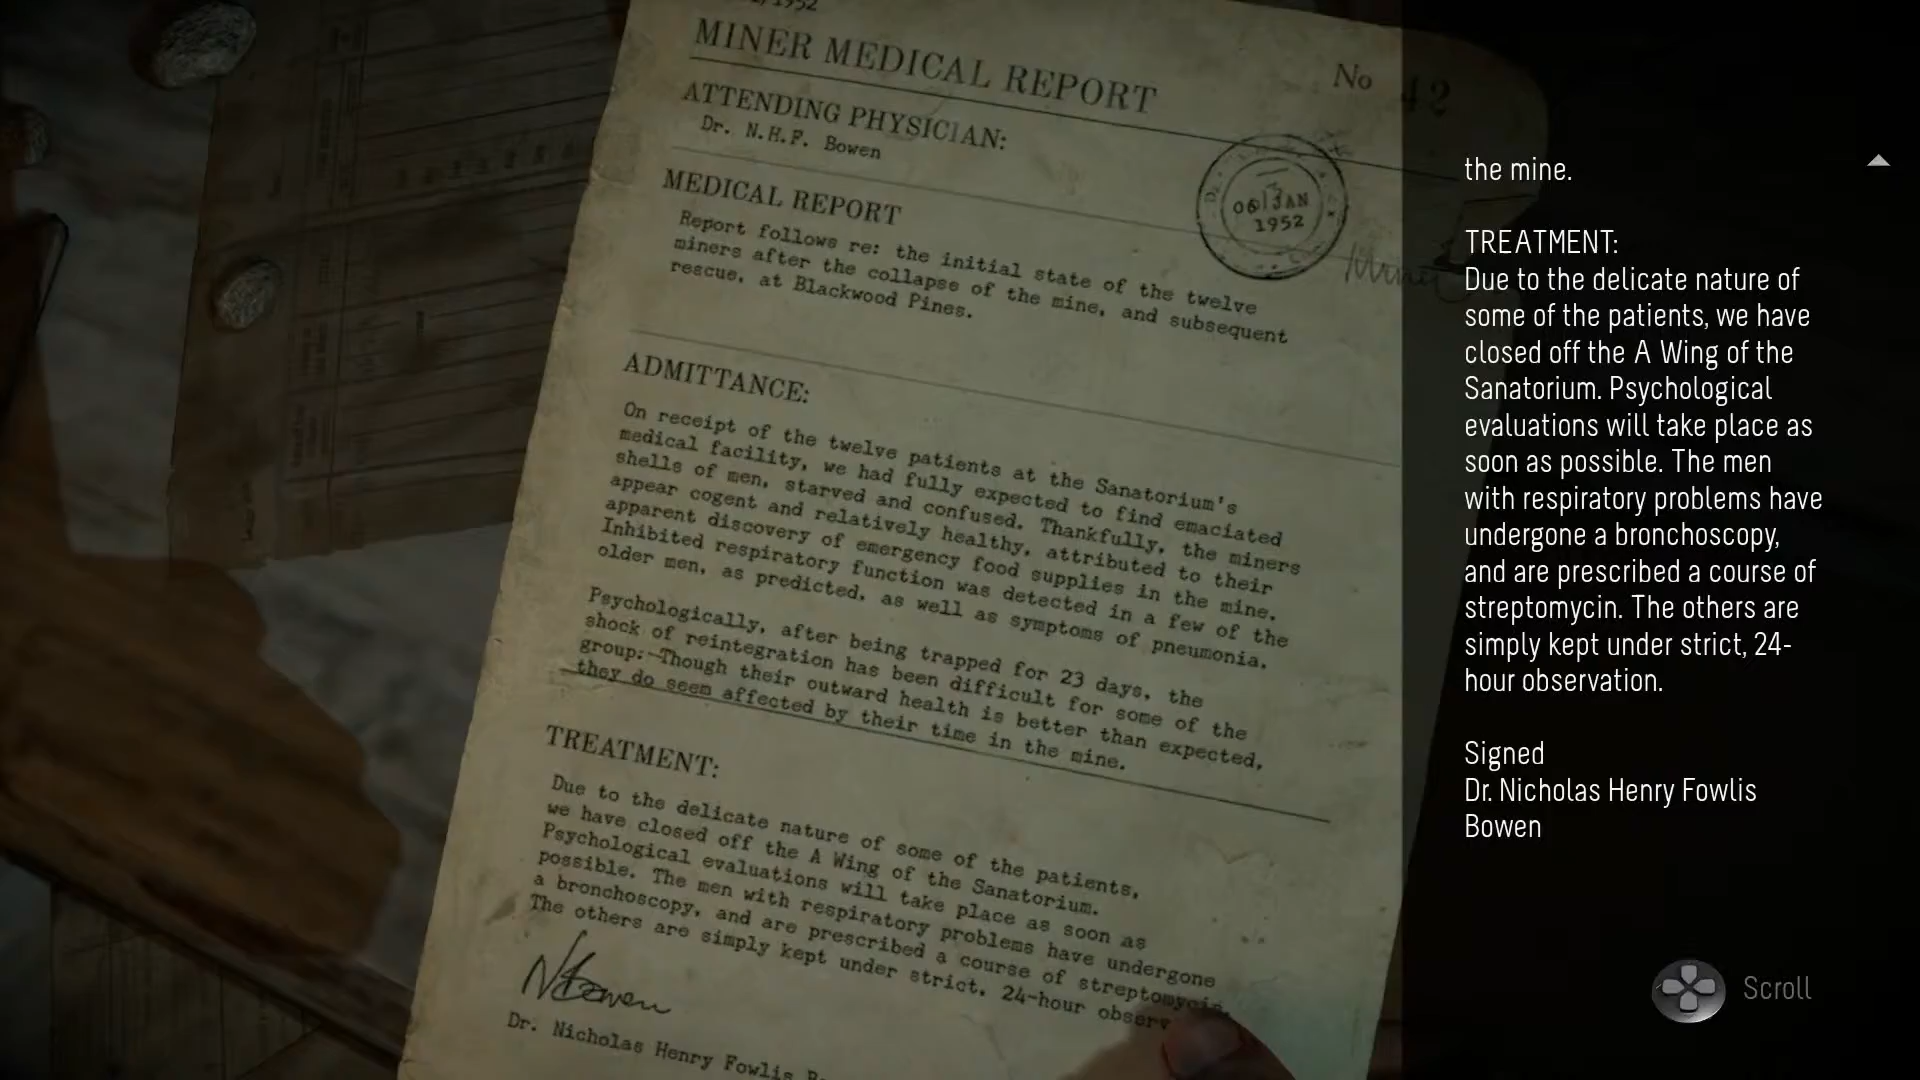 /1952
MINER MEDICAL REPORT
No 42
ATTENDING PHYSICIAN:
Dr. N.H.F. Bowen
06 JAN
1952
MEDICAL REPORT
Report follows re: the initial state of the twelve
miners after the collapse of the mine, and subsequent
rescue, at Blackwood Pines.
ADMITTANCE:
On receipt of the twelve patients at the Sanatorium's
medical facility, we had fully expected to find emaciated
shells of men, starved and confused. Thankfully, the miners
appear cogent and relatively healthy, attributed to their
apparent discovery of emergency food supplies in the mine.
Inhibited respiratory function was detected in a few of the
older men, as predicted, as well as symptoms of pneumonia.
Psychologically, after being trapped for 23 days, the
shock of reintegration has been difficult for some of the
group: Though their outward health is better than expected,
they do seem affected by their time in the mine.
TREATMENT:
Due to the delicate nature of some of the patients,
we have closed off the A Wing of the Sanatorium.
Psychological evaluations will take place as soon as
possible. The men with respiratory problems have undergone
a bronchoscopy, and are prescribed a course of streptomycin.
The others are simply kept under strict, 24-hour observ
NBowen
Dr. Nicholas Henry Fowlis
the mine.
TREATMENT:
Due to the delicate nature of
some of the patients, we have
closed off the A Wing of the
Sanatorium. Psychological
evaluations will take place as
soon as possible. The men
with respiratory problems have
undergone a bronchoscopy,
and are prescribed a course of
streptomycin. The others are
simply kept under strict, 24-
hour observation.
Signed
Dr. Nicholas Henry Fowlis
Bowen
Scroll